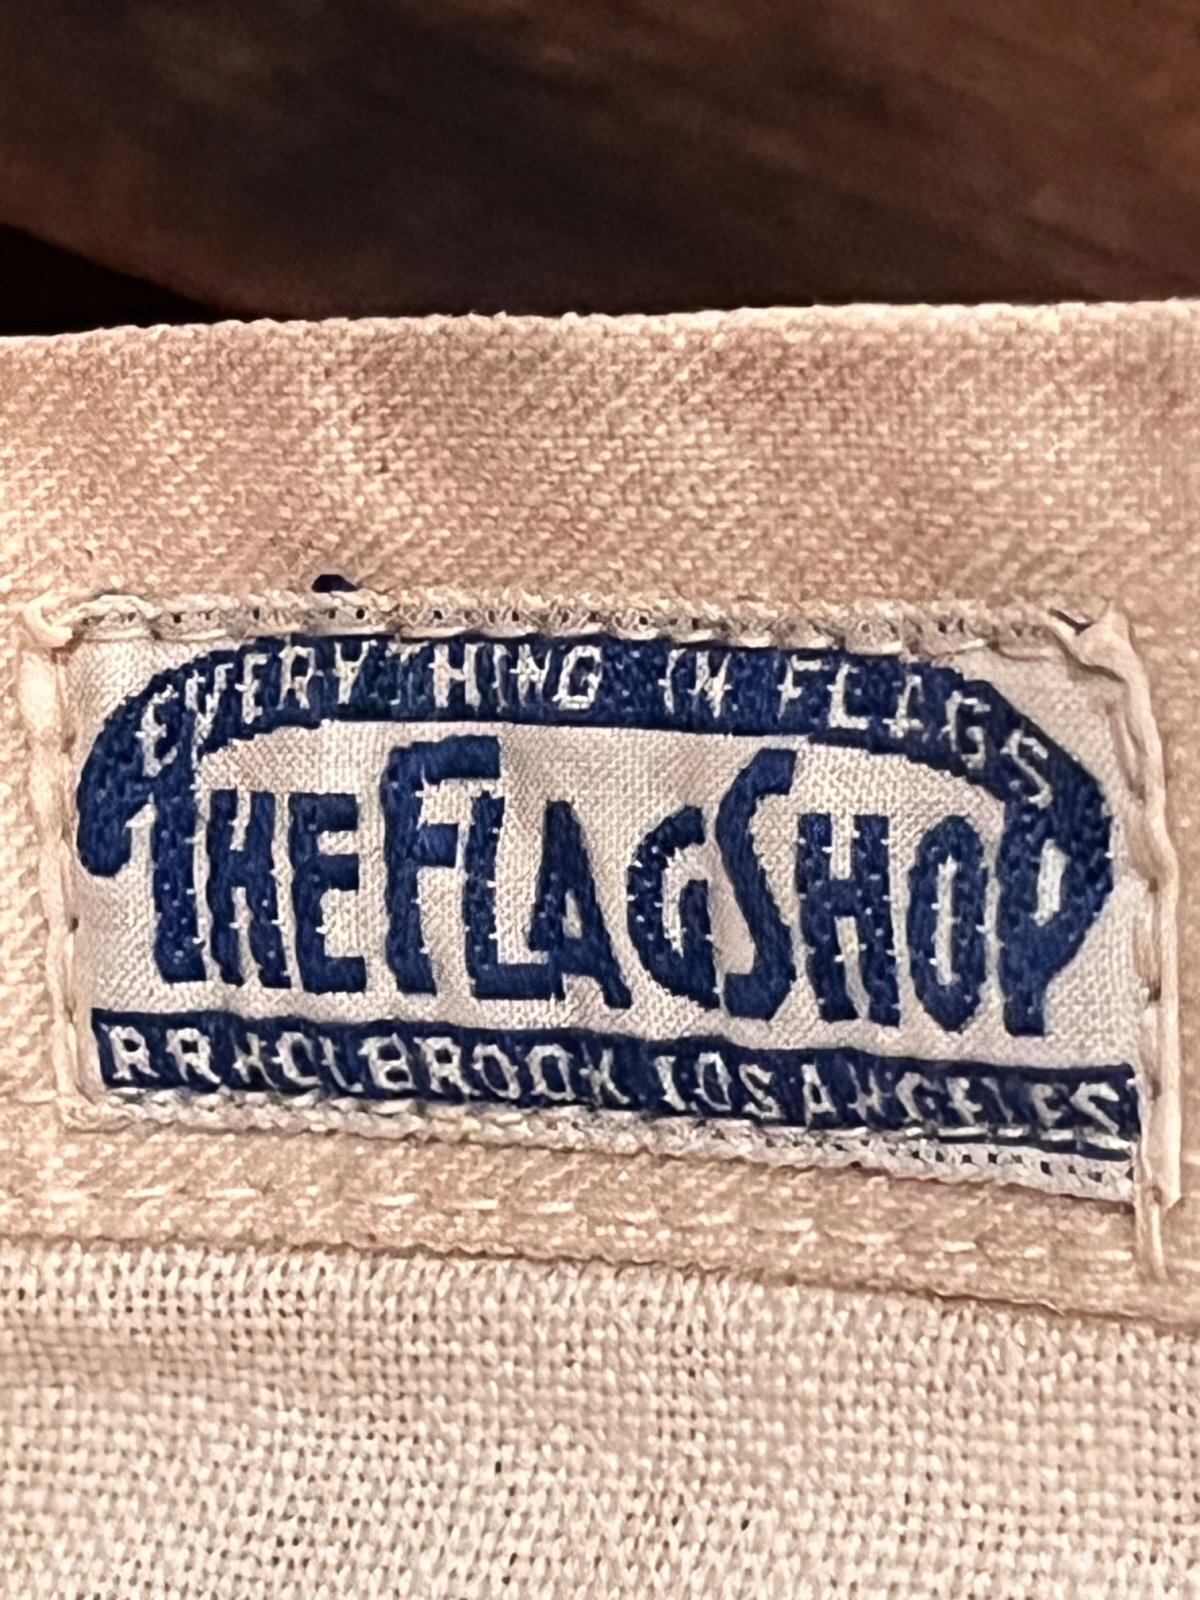 EVERYTHING IN FLAGS
THE FLAG SHOP
R R HOLBROOK LOS ANGELES